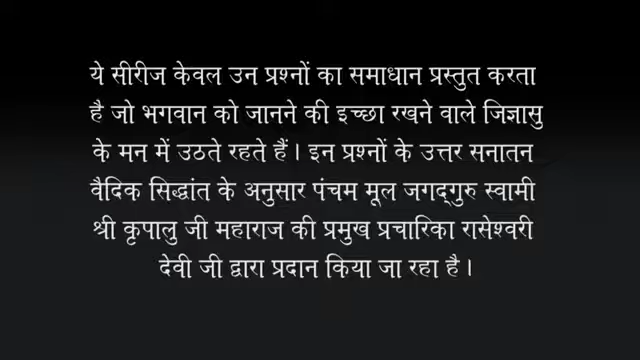 ये सीरीज केवल उन प्रश्नों का समाधान प्रस्तुत करता
है जो भगवान को जानने की इच्छा रखने वाले जिज्ञासु
के मन में उठते रहते हैं। इन प्रश्नों के उत्तर सनातन
वैदिक सिद्धांत के अनुसार पंचम मूल जगद्गुरु स्वामी
श्री कृपालु जी महाराज की प्रमुख प्रचारिका रासेश्वरी
देवी जी द्वारा प्रदान किया जा रहा है।